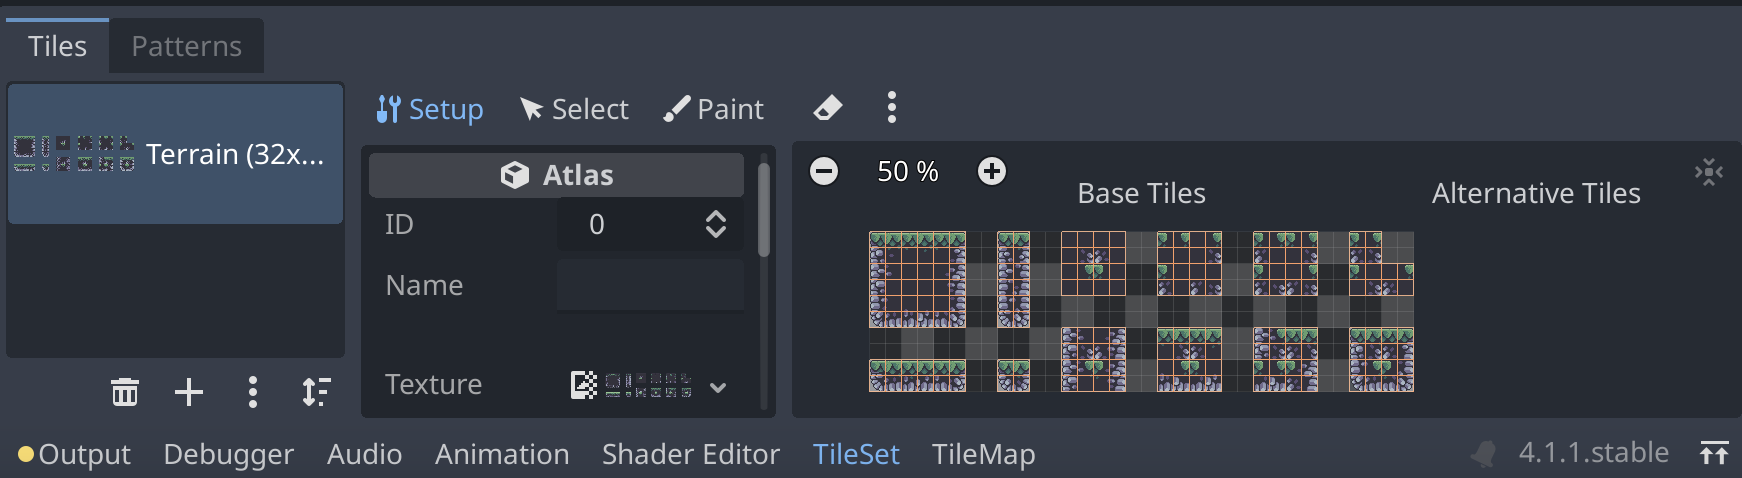 Tiles Patterns
Setup Select Paint
Terrain (32x...
Atlas
ID 0
Name
Texture
50 %
Base Tiles Alternative Tiles
Output Debugger Audio Animation Shader Editor TileSet TileMap 4.1.1.stable